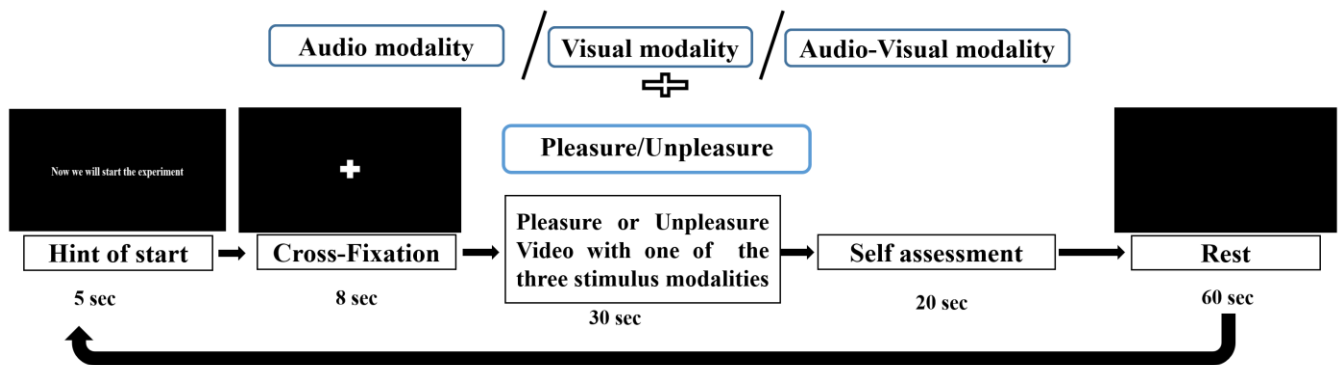 Audio modality / Visual modality / Audio-Visual modality
Pleasure/Unpleasure
Now we will start the experiment
Hint of start
5 sec
Cross-Fixation
8 sec
Pleasure or Unpleasure
Video with one of the
three stimulus modalities
30 sec
Self assessment
20 sec
Rest
60 sec